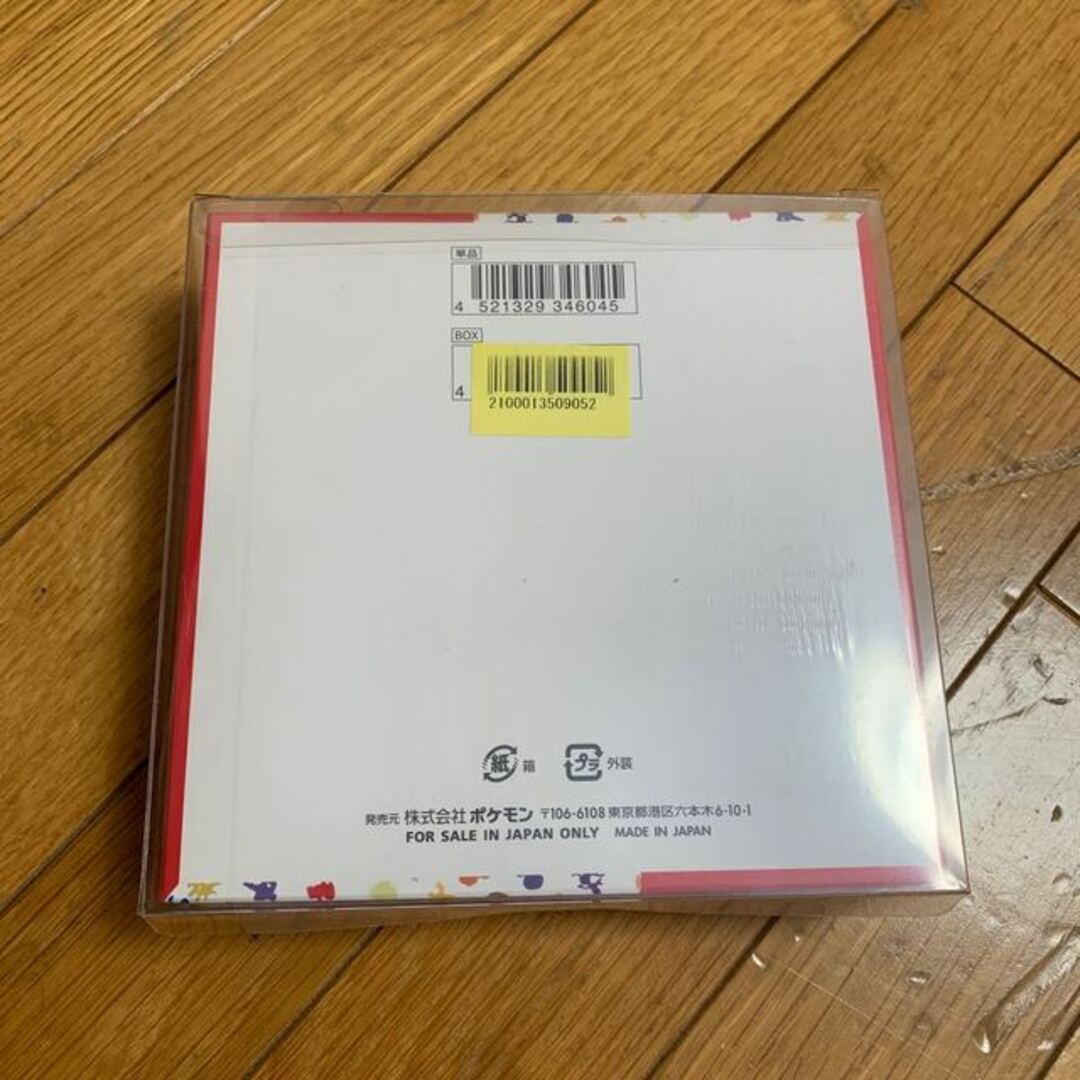 単品
4 521329 346045
BOX
4
2100013509052
紙 箱 プラ 外装
発売元 株式会社 ポケモン 〒106-6108 東京都港区六本木6-10-1
FOR SALE IN JAPAN ONLY MADE IN JAPAN